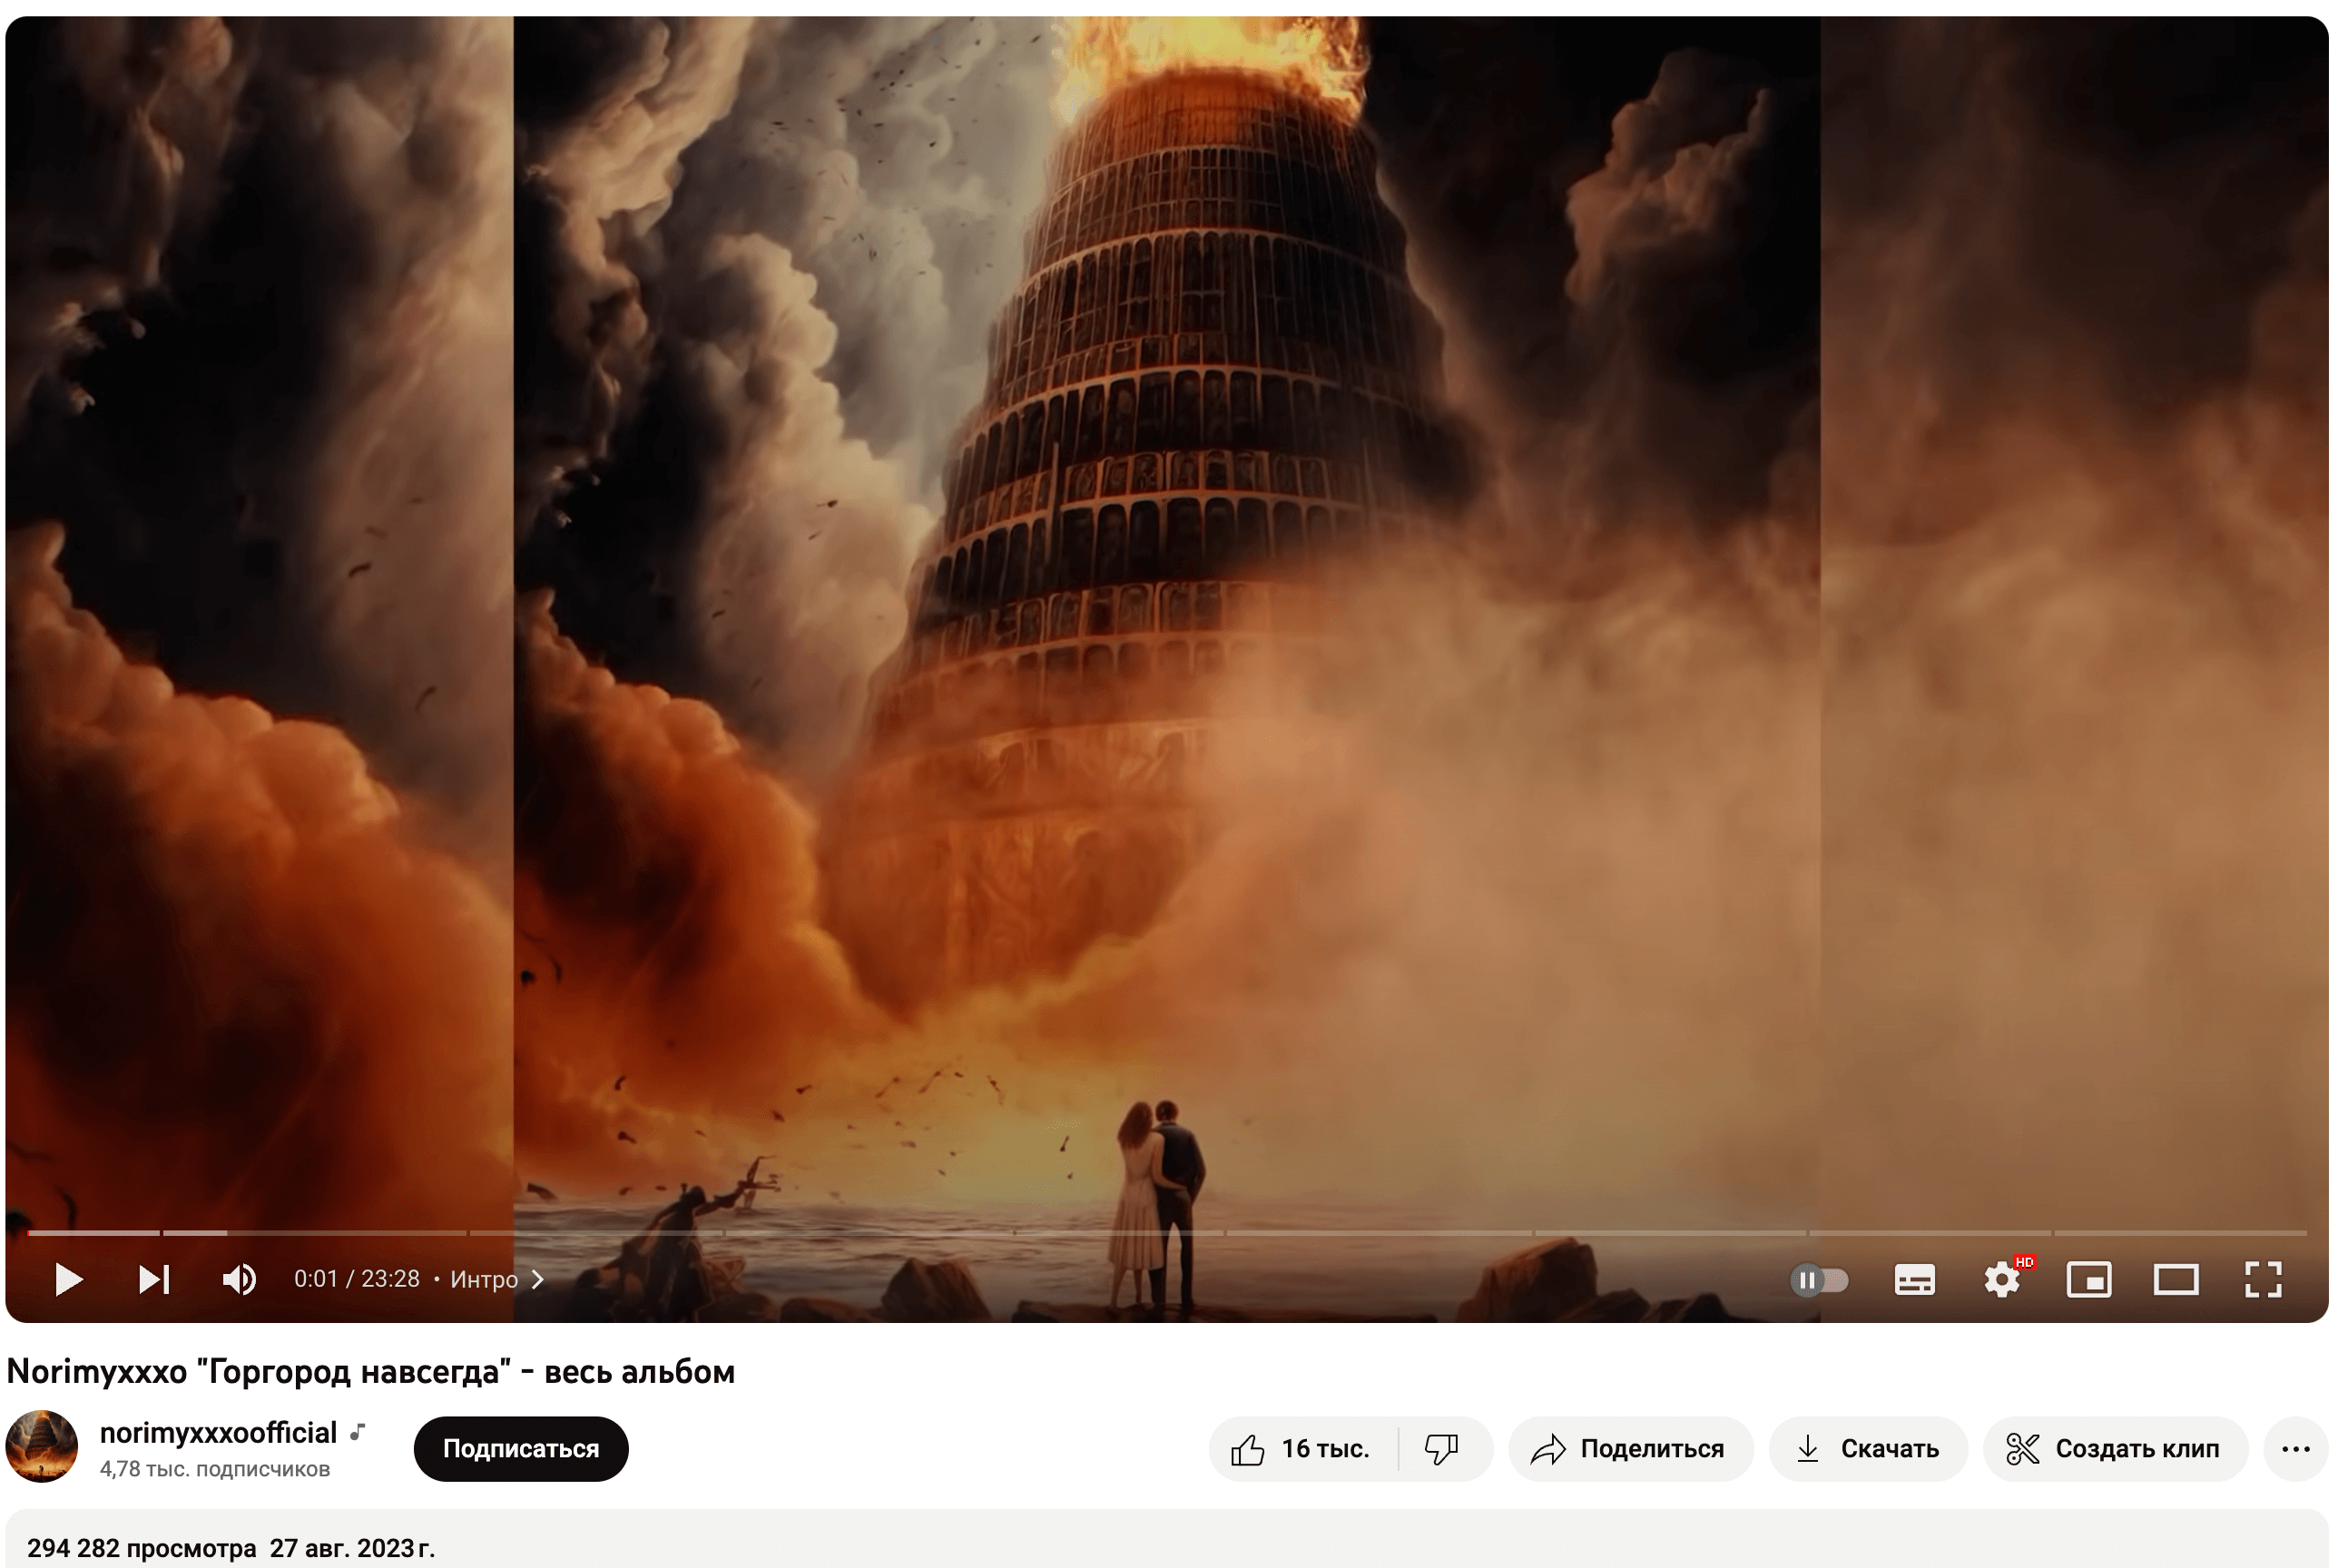 0:01 / 23:28 • Интро
HD
Norimyxxxo "Горгород навсегда" - весь альбом
norimyxxxoofficial
4,78 тыс. подписчиков
Подписаться
16 тыс.
Поделиться
Скачать
Создать клип
294 282 просмотра 27 авг. 2023 г.